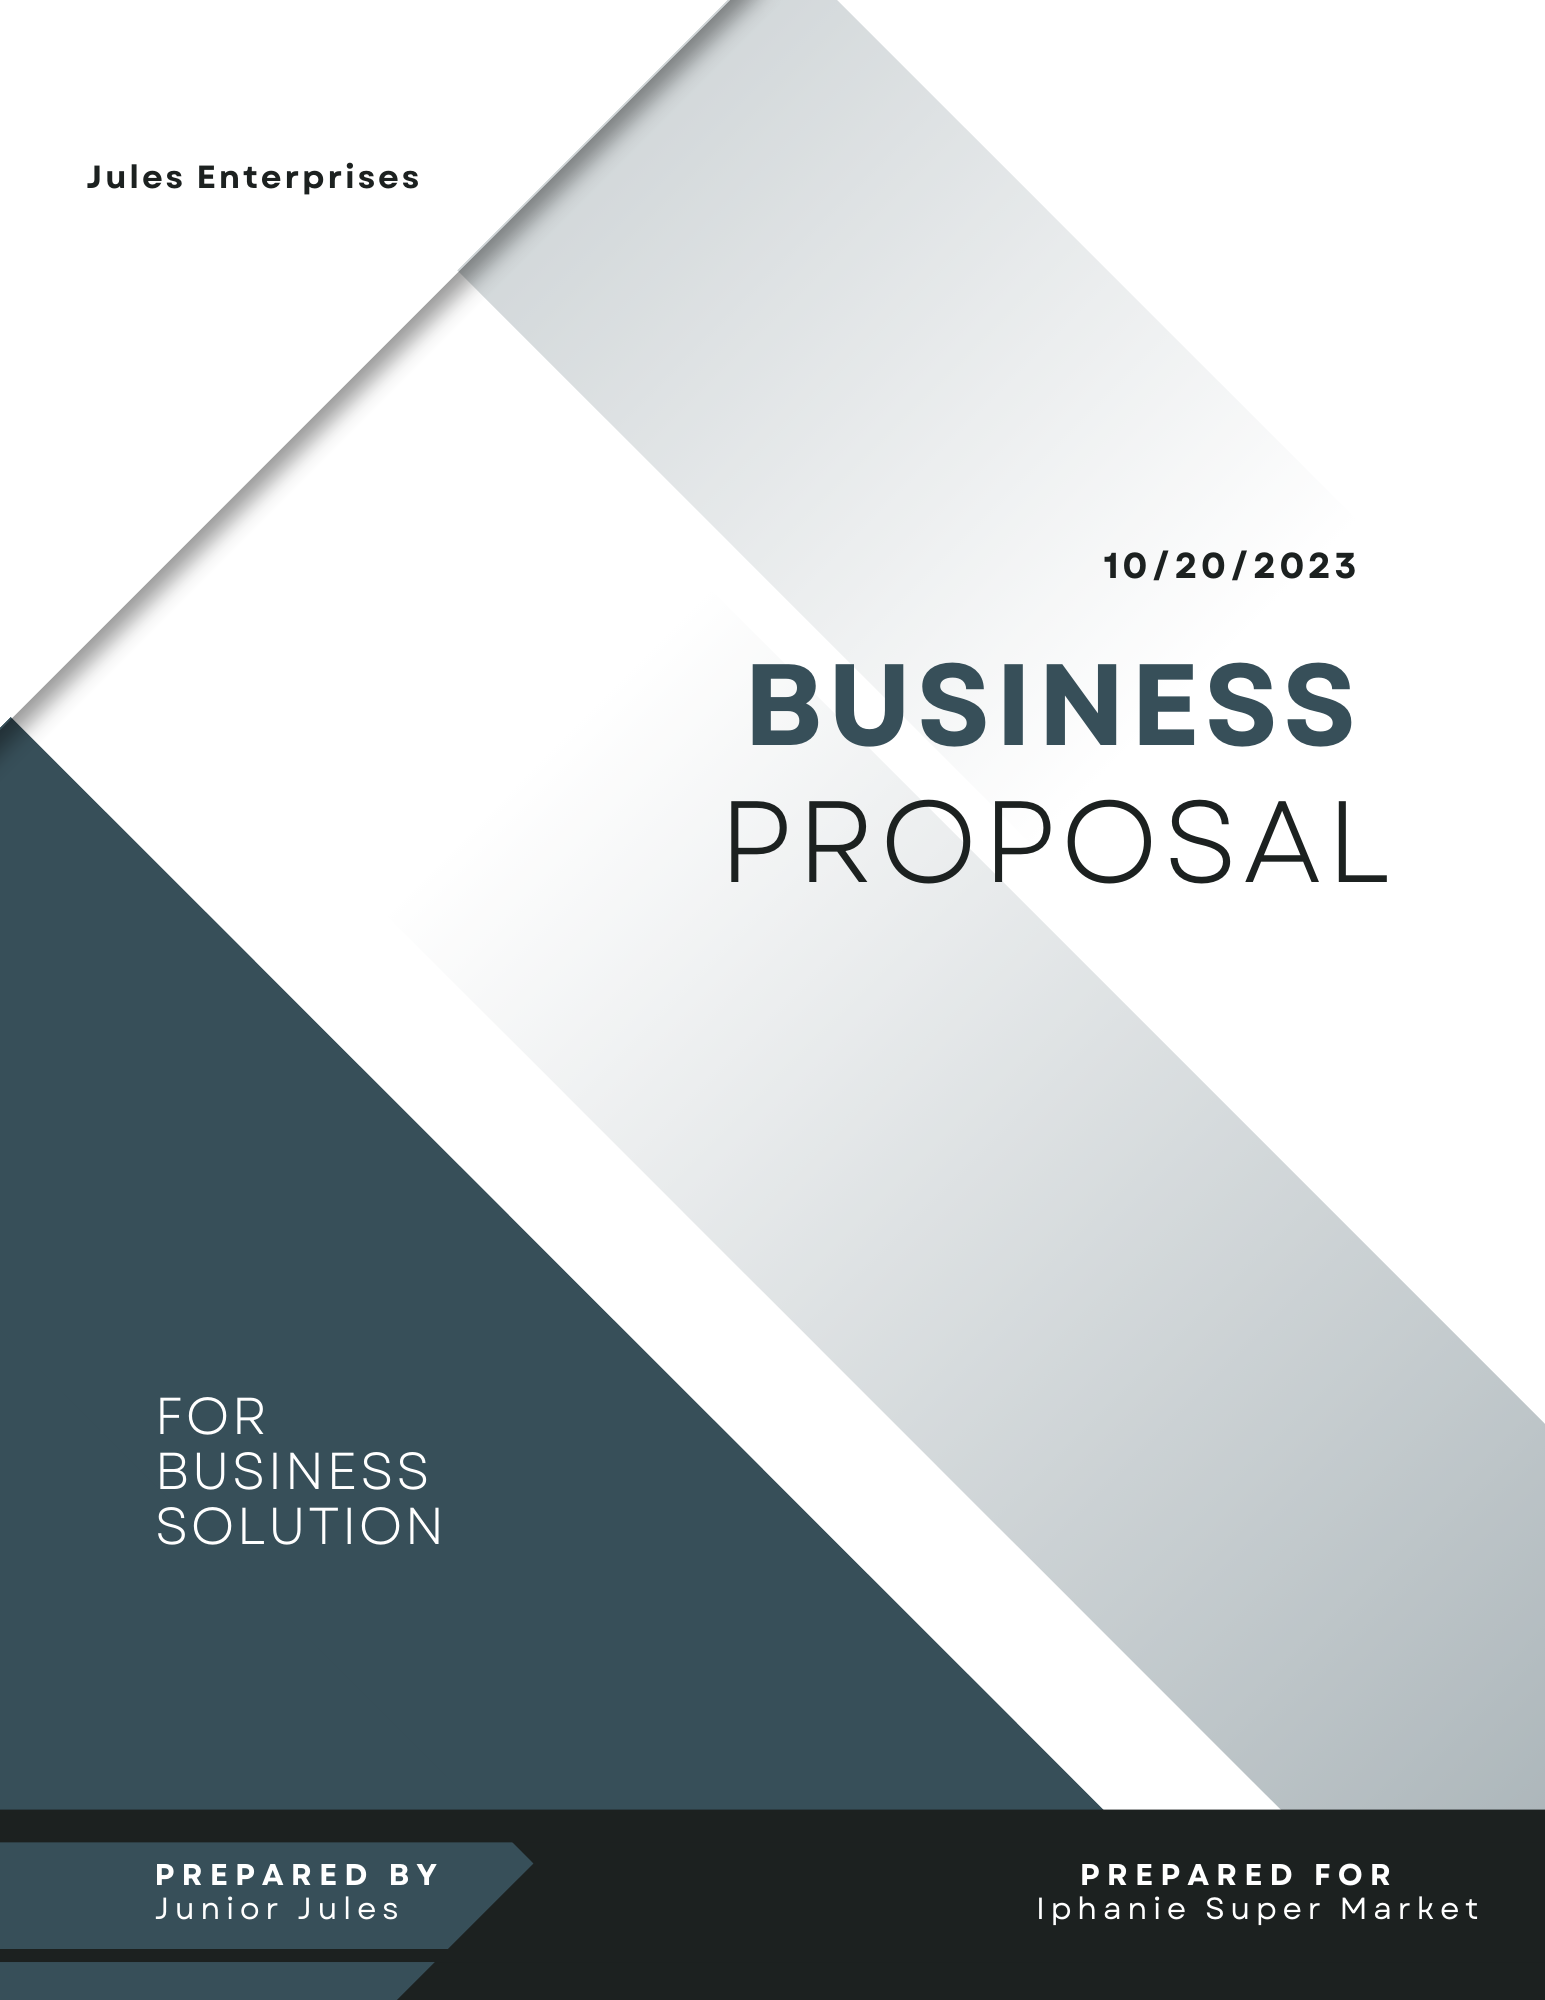 Jules Enterprises
10/20/2023
BUSINESS
PROPOSAL
FOR
BUSINESS
SOLUTION
PREPARED BY
Junior Jules
PREPARED FOR
Iphanie Super Market